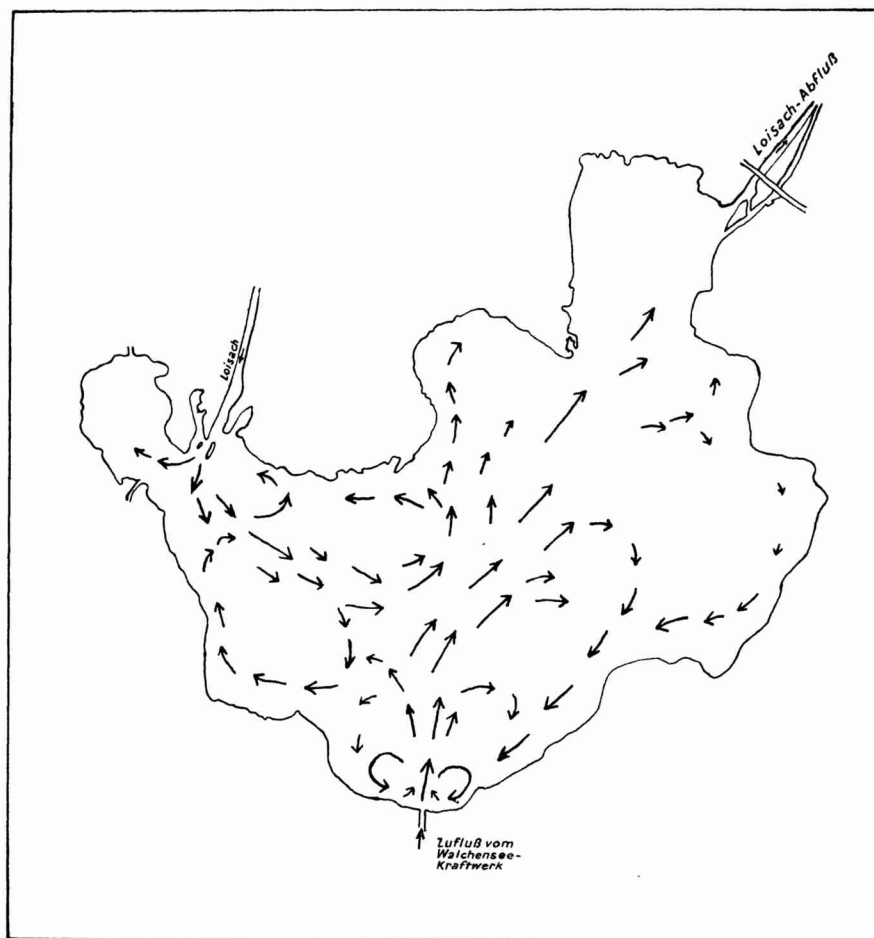 Loisach-Abfluß
Loisach
Zufluß vom
Walchensee-
Kraftwerk